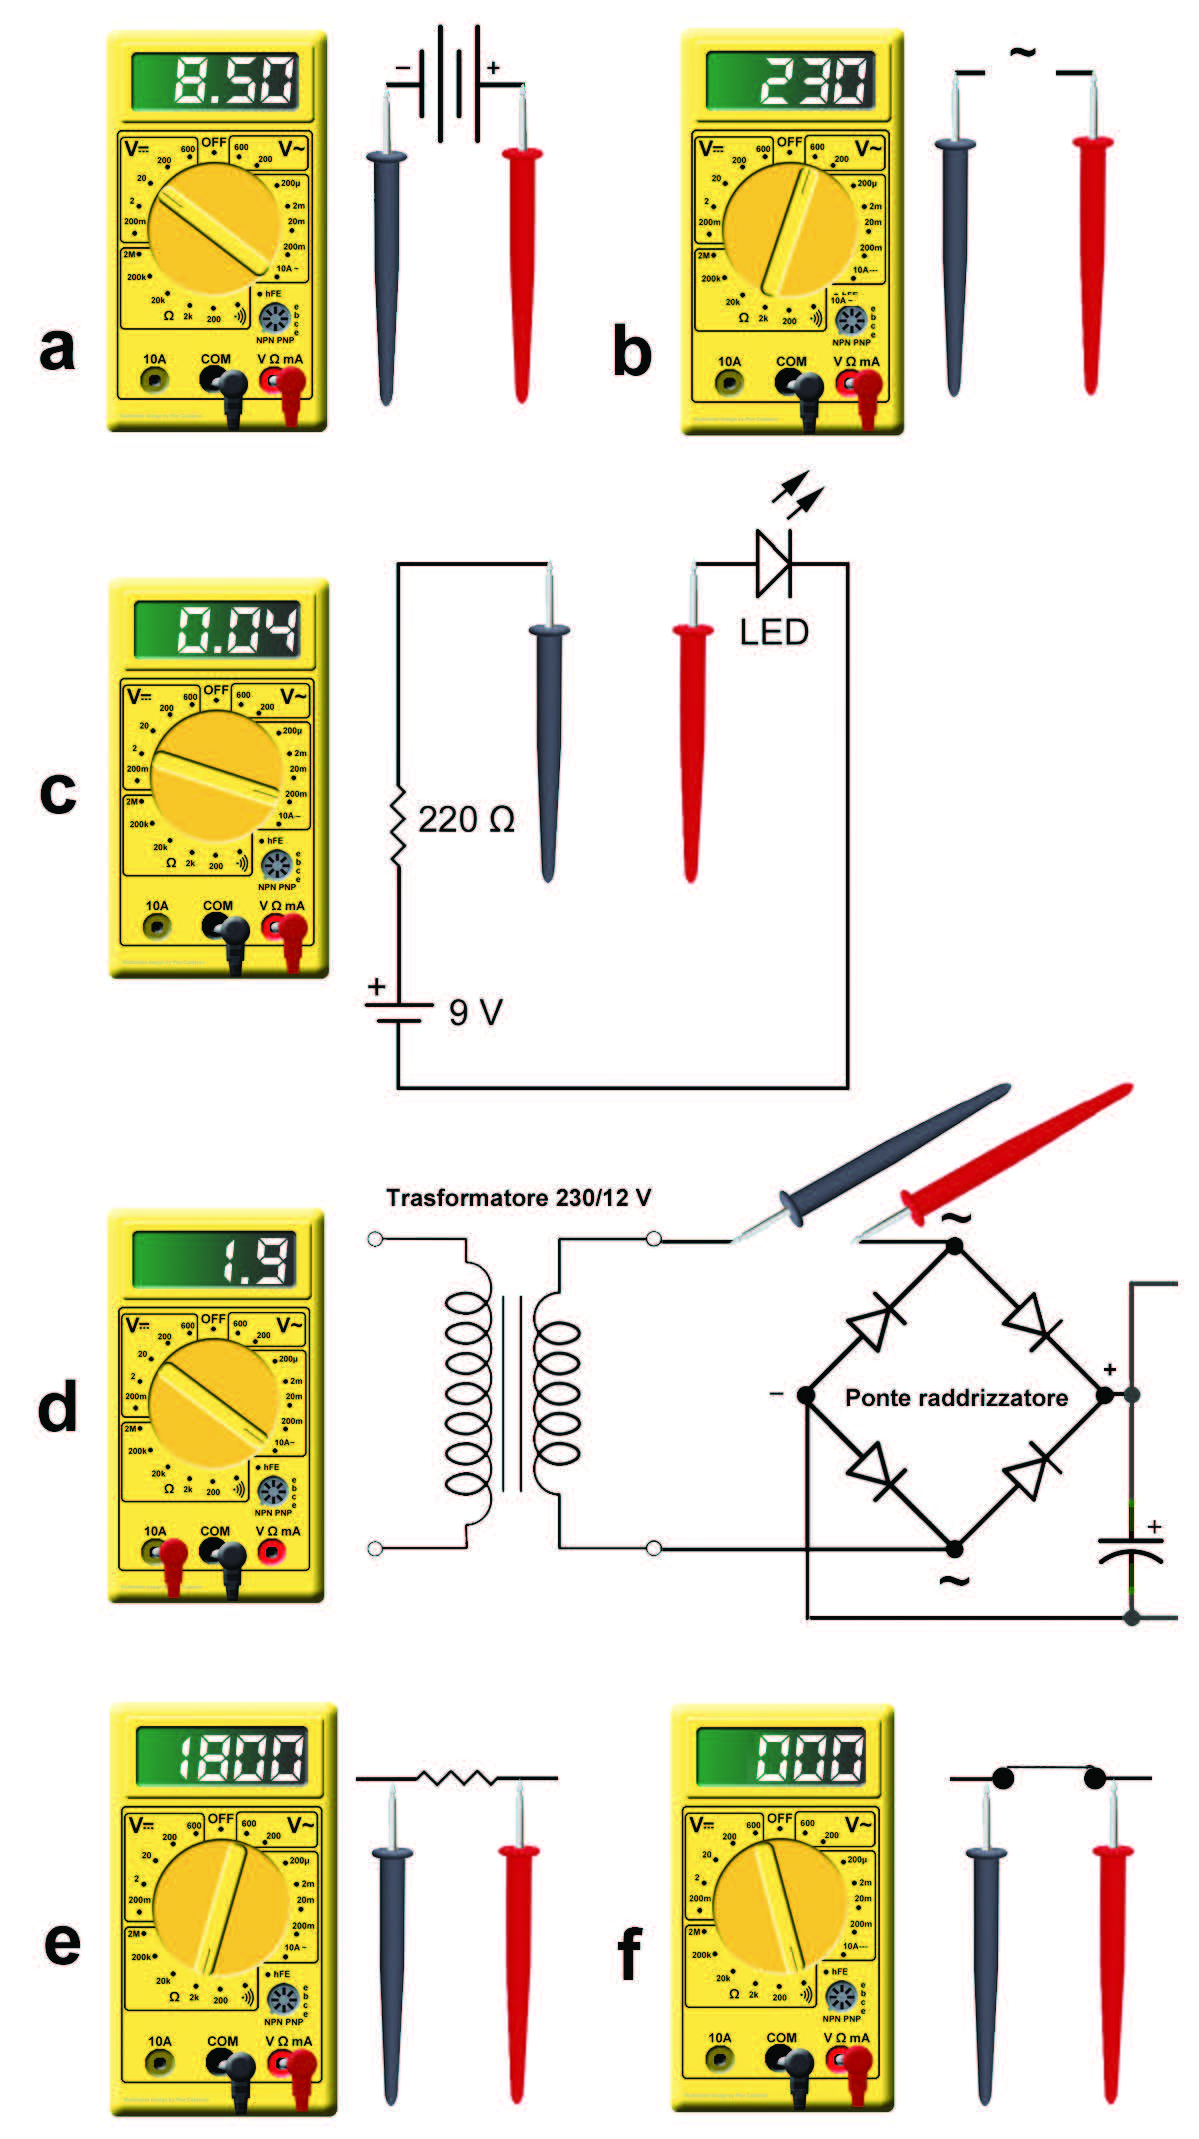 8.50
− +
OFF
V⎓ 600 600 V~
200 200
20 200µ
2 2m
200m 20m
2M 200m
200k 10A ⎓
20k hFE
Ω 2k 200
e b c e
NPN PNP
10A COM V Ω mA
a
230
~
OFF
V⎓ 600 600 V~
200 200
20 200µ
2 2m
200m 20m
2M 200m
200k 10A⎓
20k hFE
10A ⎓
Ω 2k 200
e b c e
NPN PNP
10A COM V Ω mA
b
0.04
OFF
V⎓ 600 600 V~
200 200
20 200µ
2 2m
200m 20m
2M 200m
200k 10A⎓
20k hFE
Ω 2k 200
e b c e
NPN PNP
10A COM V Ω mA
c
LED
220 Ω
+
9 V
Trasformatore 230/12 V
1.9
OFF
V⎓ 600 600 V~
200 200
20 200µ
2 2m
200m 20m
2M 200m
200k 10A⎓
20k hFE
Ω 2k 200
e b c e
NPN PNP
10A COM V Ω mA
d
~
− Ponte raddrizzatore +
+
~
1800
OFF
V⎓ 600 600 V~
200 200
20 200µ
2 2m
200m 20m
2M 200m
200k 10A ⎓
20k hFE
Ω 2k 200
e b c e
NPN PNP
10A COM V Ω mA
e
000
OFF
V⎓ 600 600 V~
200 200
20 200µ
2 2m
200m 20m
2M 200m
200k 10A⎓
20k hFE
Ω 2k 200
e b c e
NPN PNP
10A COM V Ω mA
f